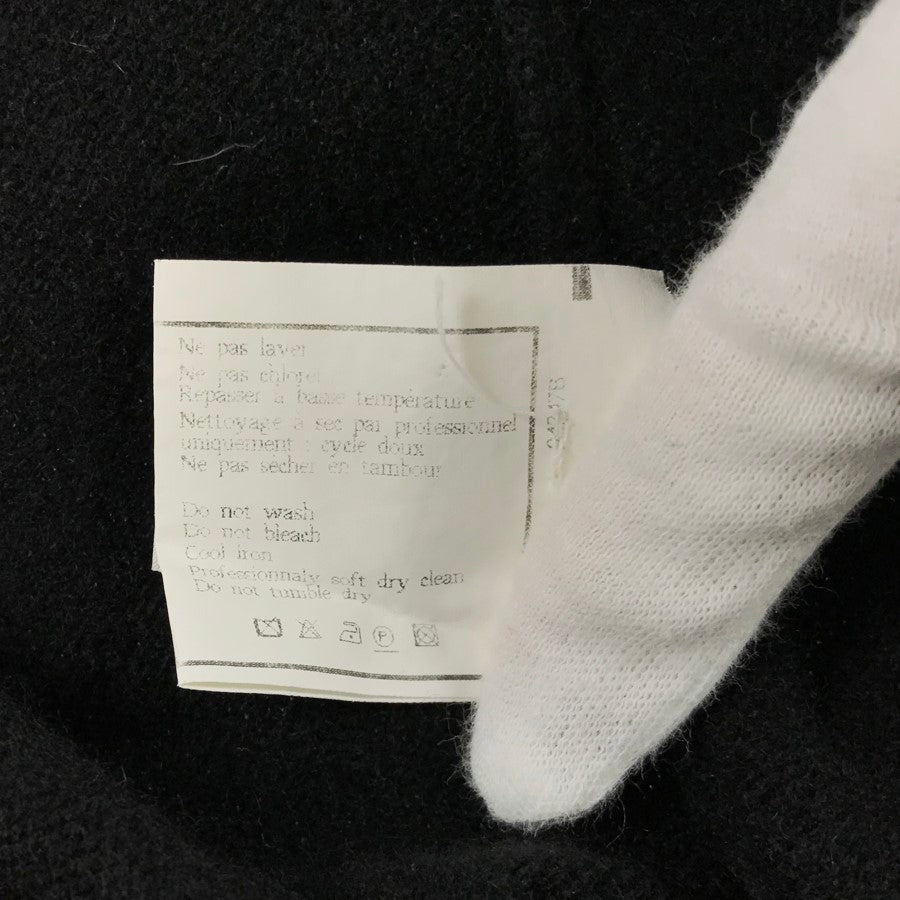 Ne pas laver
Ne pas chlorer
Repasser à basse température
Nettoyage à sec par professionnel
uniquement : cycle doux
Ne pas sécher en tambour
Do not wash
Do not bleach
Cool iron
Professionnaly soft dry clean
Do not tumble dry
P